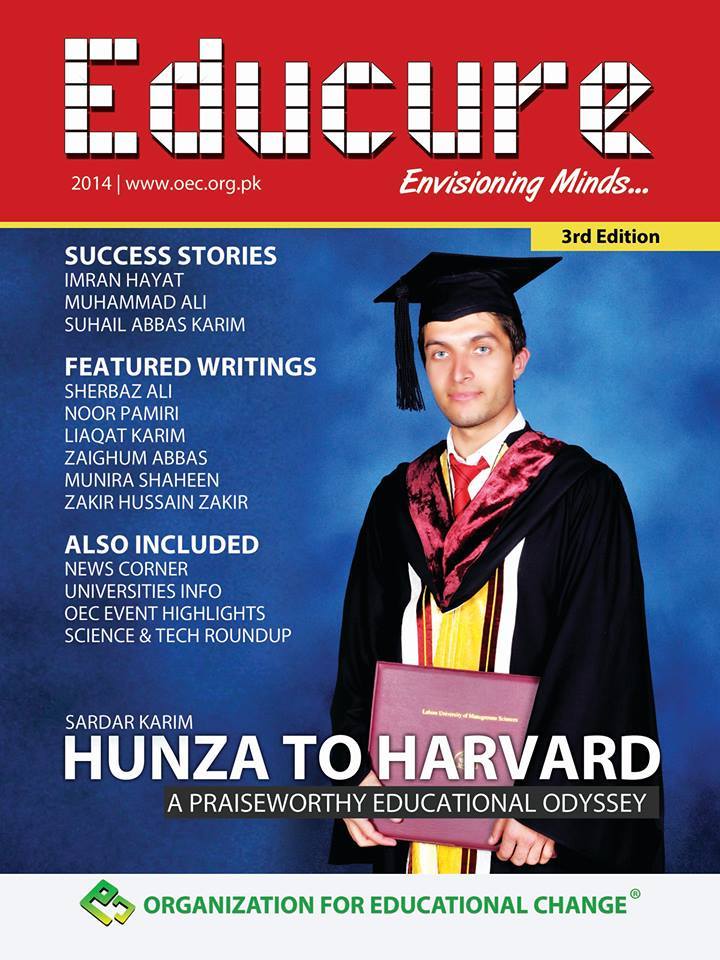 Educure
2014 | www.oec.org.pk
Envisioning Minds...
3rd Edition
SUCCESS STORIES
IMRAN HAYAT
MUHAMMAD ALI
SUHAIL ABBAS KARIM
FEATURED WRITINGS
SHERBAZ ALI
NOOR PAMIRI
LIAQAT KARIM
ZAIGHUM ABBAS
MUNIRA SHAHEEN
ZAKIR HUSSAIN ZAKIR
ALSO INCLUDED
NEWS CORNER
UNIVERSITIES INFO
OEC EVENT HIGHLIGHTS
SCIENCE & TECH ROUNDUP
Lahore University of Management Sciences
SARDAR KARIM
HUNZA TO HARVARD
A PRAISEWORTHY EDUCATIONAL ODYSSEY
ORGANIZATION FOR EDUCATIONAL CHANGE®